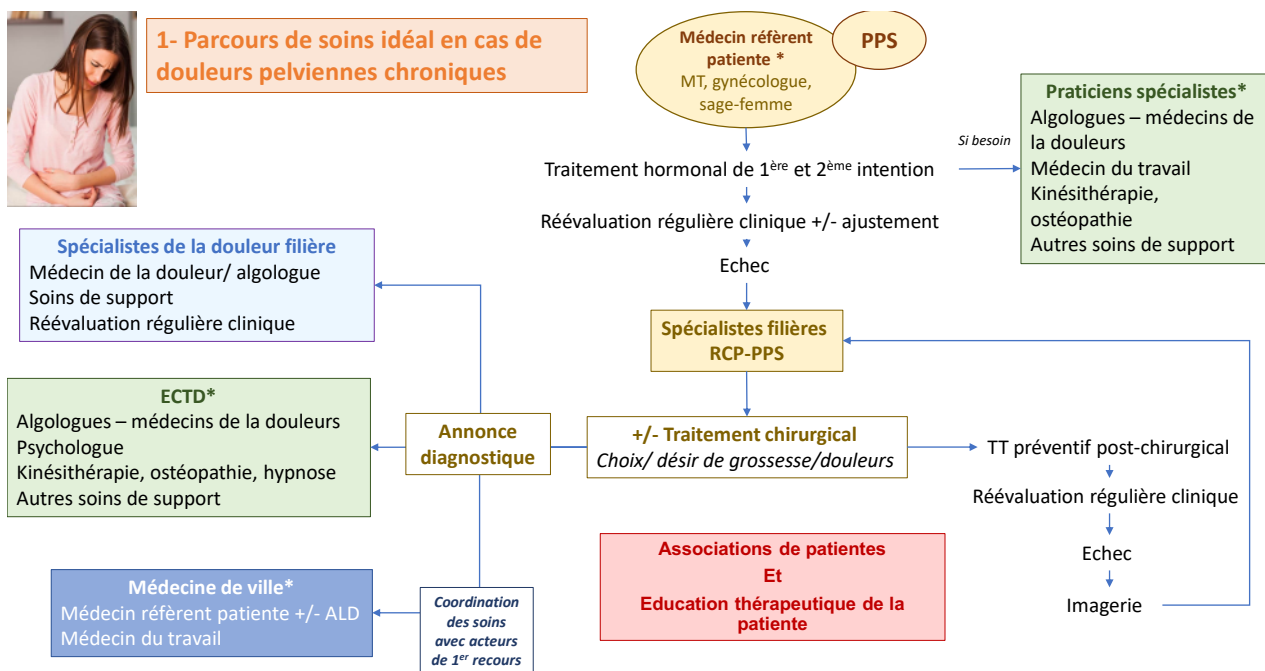 1- Parcours de soins idéal en cas de
douleurs pelviennes chroniques
Médecin réfèrent
patiente *
MT, gynécologue,
sage-femme
PPS
Praticiens spécialistes*
Algologues – médecins de
la douleurs
Médecin du travail
Kinésithérapie,
ostéopathie
Autres soins de support
Si besoin
Traitement hormonal de 1ère et 2ème intention
Réévaluation régulière clinique +/- ajustement
Echec
Spécialistes filières
RCP-PPS
Spécialistes de la douleur filière
Médecin de la douleur/ algologue
Soins de support
Réévaluation régulière clinique
ECTD*
Algologues – médecins de la douleurs
Psychologue
Kinésithérapie, ostéopathie, hypnose
Autres soins de support
Annonce
diagnostique
+/- Traitement chirurgical
Choix/ désir de grossesse/douleurs
TT préventif post-chirurgical
Réévaluation régulière clinique
Echec
Imagerie
Médecine de ville*
Médecin réfèrent patiente +/- ALD
Médecin du travail
Coordination
des soins
avec acteurs
de 1er recours
Associations de patientes
Et
Education thérapeutique de la
patiente